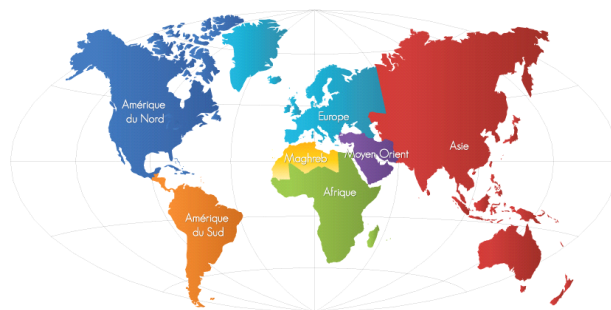 Amérique
du Nord
Europe
Asie
Maghreb
Moyen Orient
Afrique
Amérique
du Sud